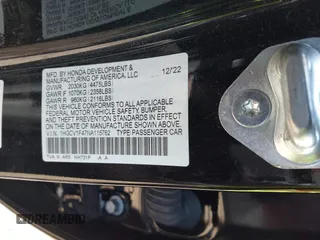 MFD. BY HONDA DEVELOPMENT & 12/22
MANUFACTURING OF AMERICA, LLC
GVWR 2030KG(4475LBS)
GAWR F 1070KG(2358LBS)
GAWR R 960KG(2116LBS)
THIS VEHICLE CONFORMS TO ALL APPLICABLE
FEDERAL MOTOR VEHICLE SAFETY, BUMPER,
AND THEFT PREVENTION STANDARDS IN EFFECT
ON THE DATE OF MANUFACTURE SHOWN ABOVE.
V.I.N. TYPE:PASSENGER CAR
NH731P
DREAMBID